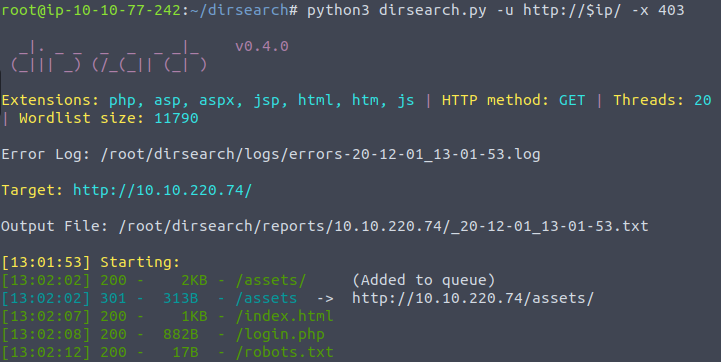 root@ip-10-10-77-242:~/dirsearch# python3 dirsearch.py -u http://$ip/ -x 403
_|. _ _  _  _  _ _|_    v0.4.0
(_||| _) (/_(_|| (_| )
Extensions: php, asp, aspx, jsp, html, htm, js | HTTP method: GET | Threads: 20
| Wordlist size: 11790
Error Log: /root/dirsearch/logs/errors-20-12-01_13-01-53.log
Target: http://10.10.220.74/
Output File: /root/dirsearch/reports/10.10.220.74/_20-12-01_13-01-53.txt
[13:01:53] Starting:
[13:02:02] 200 -    2KB - /assets/     (Added to queue)
[13:02:02] 301 -  313B  - /assets  ->  http://10.10.220.74/assets/
[13:02:07] 200 -    1KB - /index.html
[13:02:08] 200 -  882B  - /login.php
[13:02:12] 200 -   17B  - /robots.txt